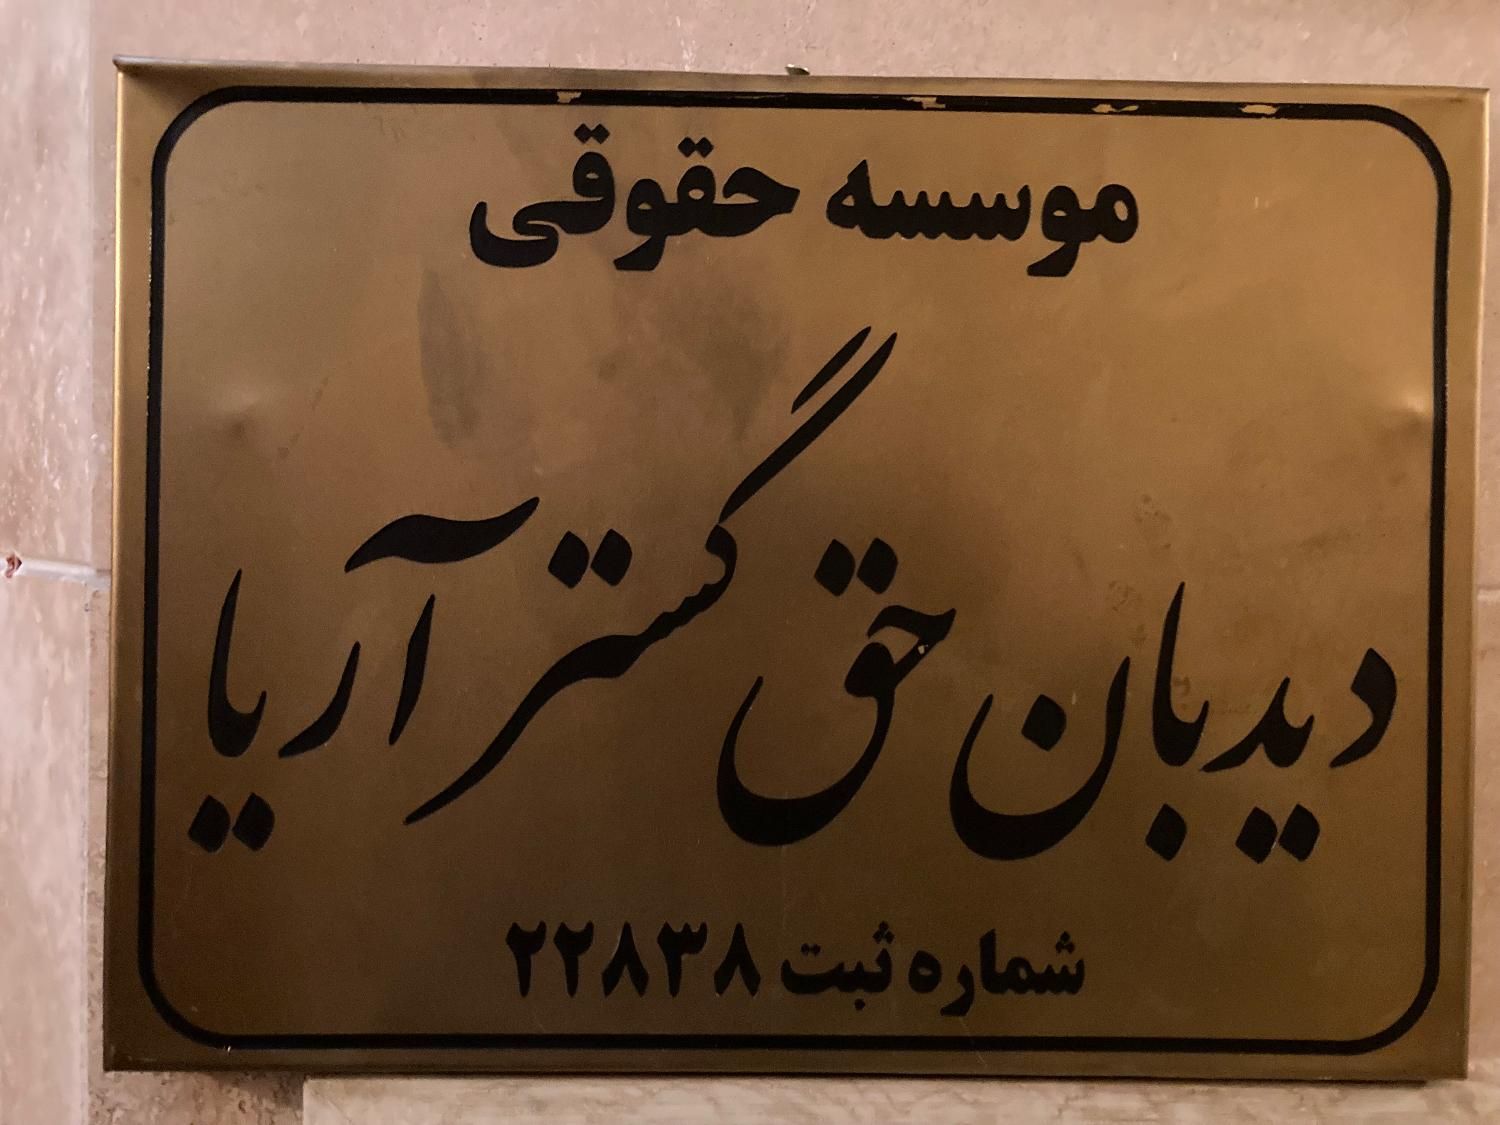 موسسه حقوقی
دیدبان حق گستر آریا
شماره ثبت ۲۲۸۳۸